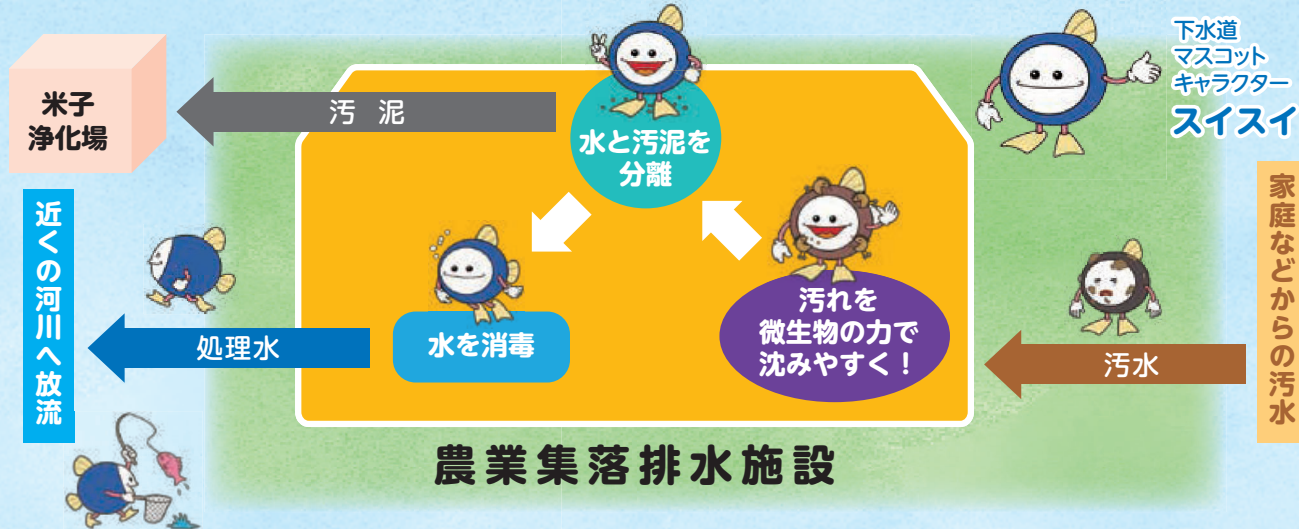 下水道
マスコット
キャラクター
スイスイ
米子
浄化場
汚 泥
水と汚泥を
分離
家庭などからの汚水
近くの河川へ放流
汚れを
微生物の力で
沈みやすく！
水を消毒
処理水
汚水
農業集落排水施設